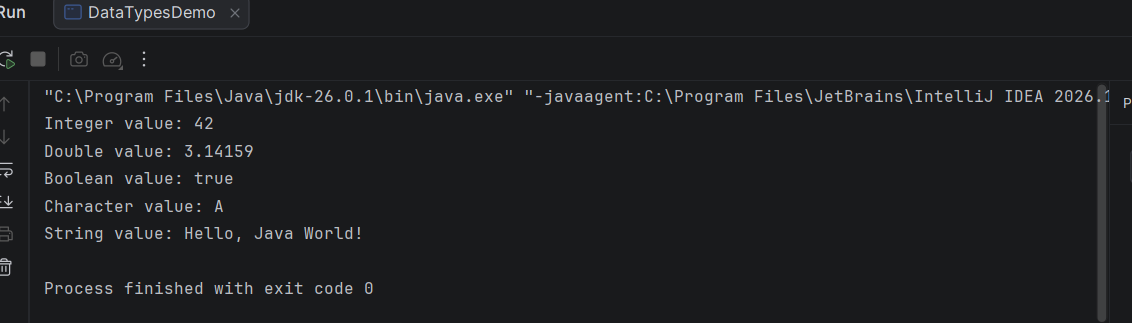 Run
DataTypesDemo
"C:\Program Files\Java\jdk-26.0.1\bin\java.exe" "-javaagent:C:\Program Files\JetBrains\IntelliJ IDEA 2026.1
Integer value: 42
Double value: 3.14159
Boolean value: true
Character value: A
String value: Hello, Java World!
Process finished with exit code 0
P